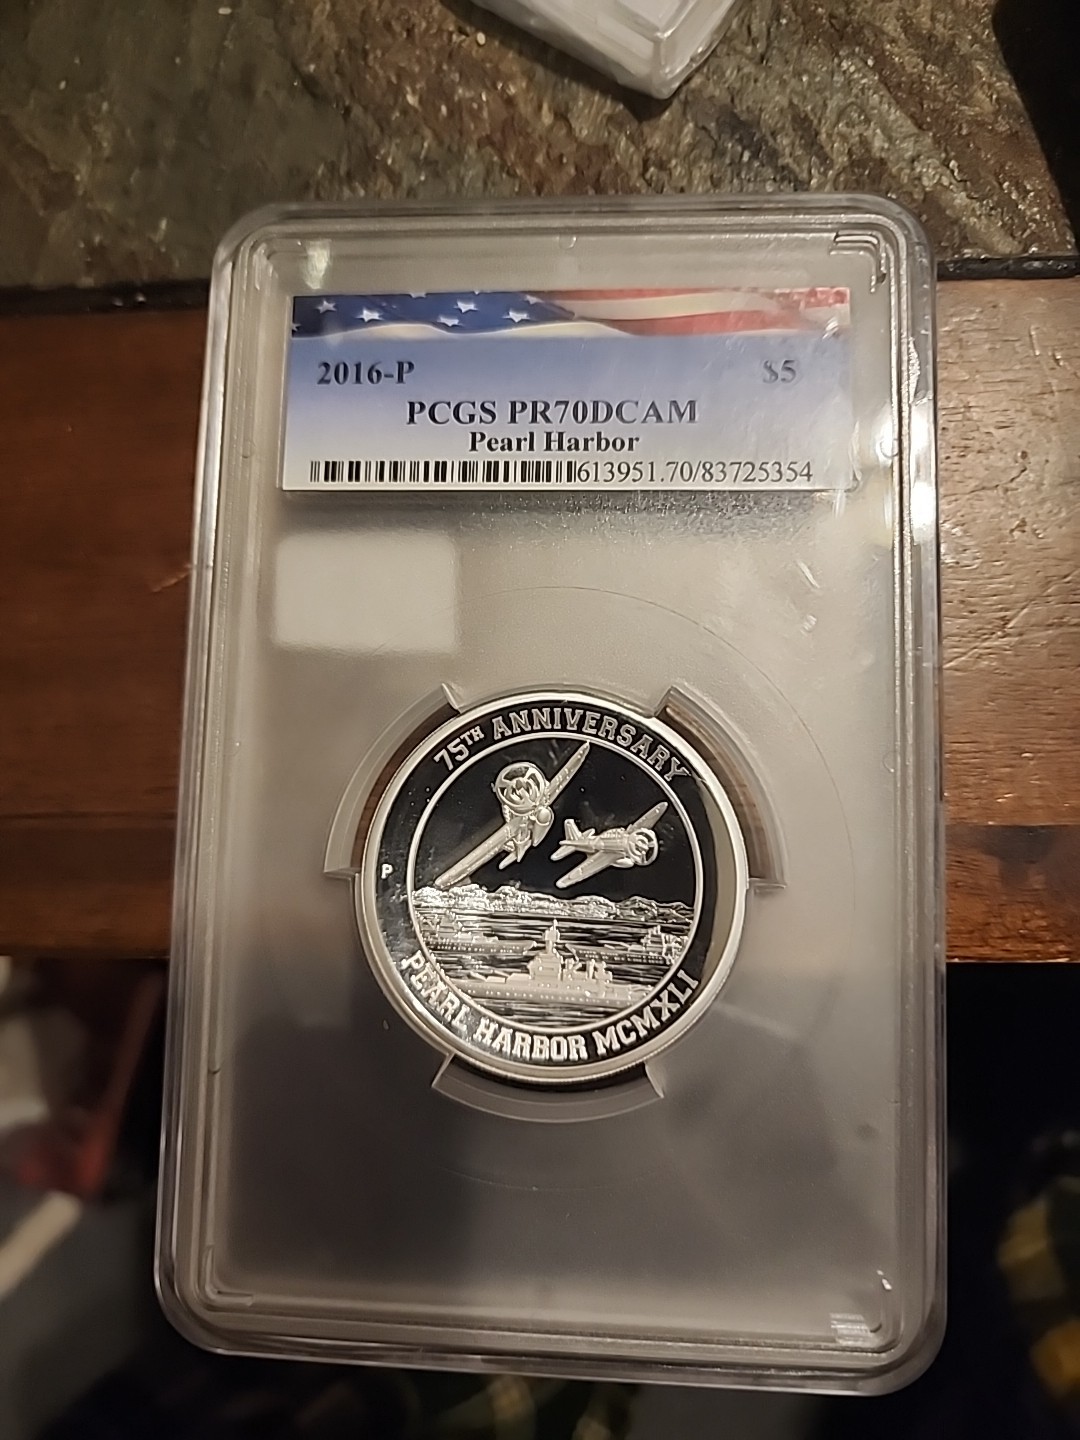 2016-P $5
PCGS PR70DCAM
Pearl Harbor
613951.70/83725354
75TH ANNIVERSARY
P
PEARL HARBOR MCMXLI